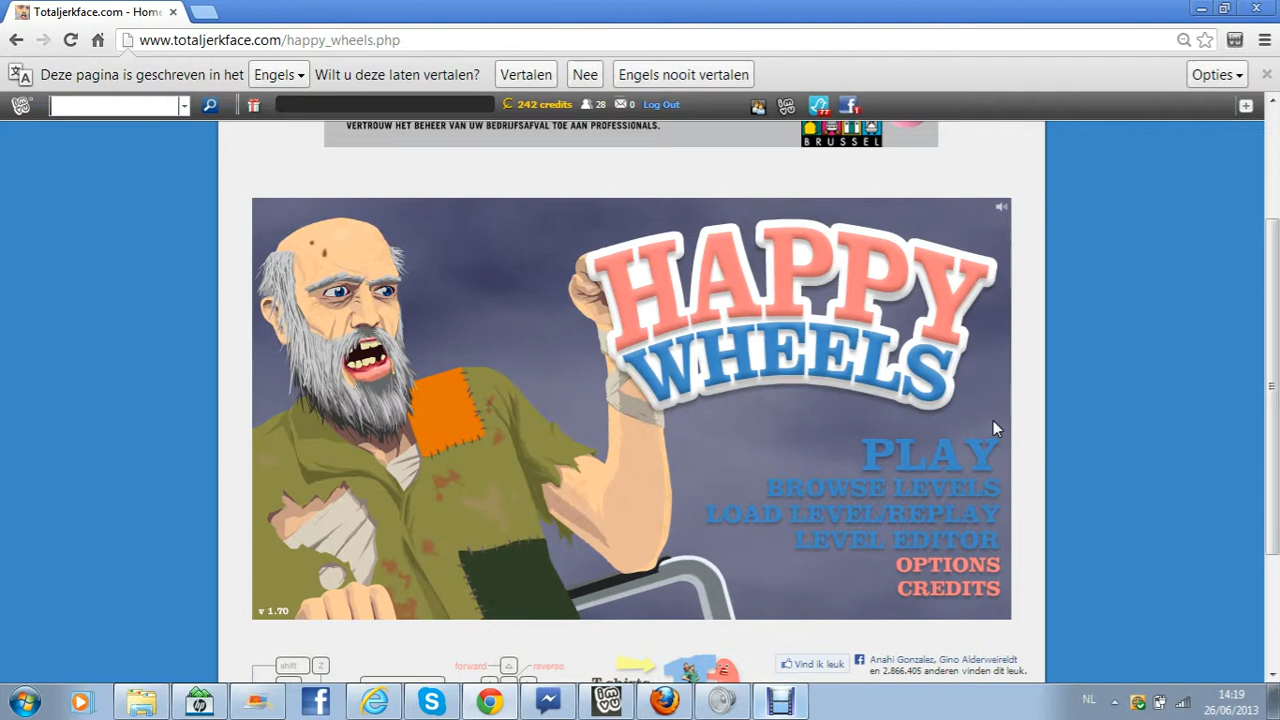 Totaljerkface.com - Hom
www.totaljerkface.com/happy_wheels.php
Deze pagina is geschreven in het Engels Wilt u deze laten vertalen? Vertalen Nee Engels nooit vertalen Opties
242 credits 28 0 Log Out 77 1
VERTROUW HET BEHEER VAN UW BEDRIJFSAFVAL TOE AAN PROFESSIONALS.
BRUSSEL
HAPPY
WHEELS
PLAY
BROWSE LEVELS
LOAD LEVEL/REPLAY
LEVEL EDITOR
OPTIONS
CREDITS
v 1.70
shift Z forward reverse
Vind ik leuk
Anahi Gonzalez, Gino Alderweireldt
en 2.866.405 anderen vinden dit leuk.
T-shirts
NL 14:19
26/06/2013